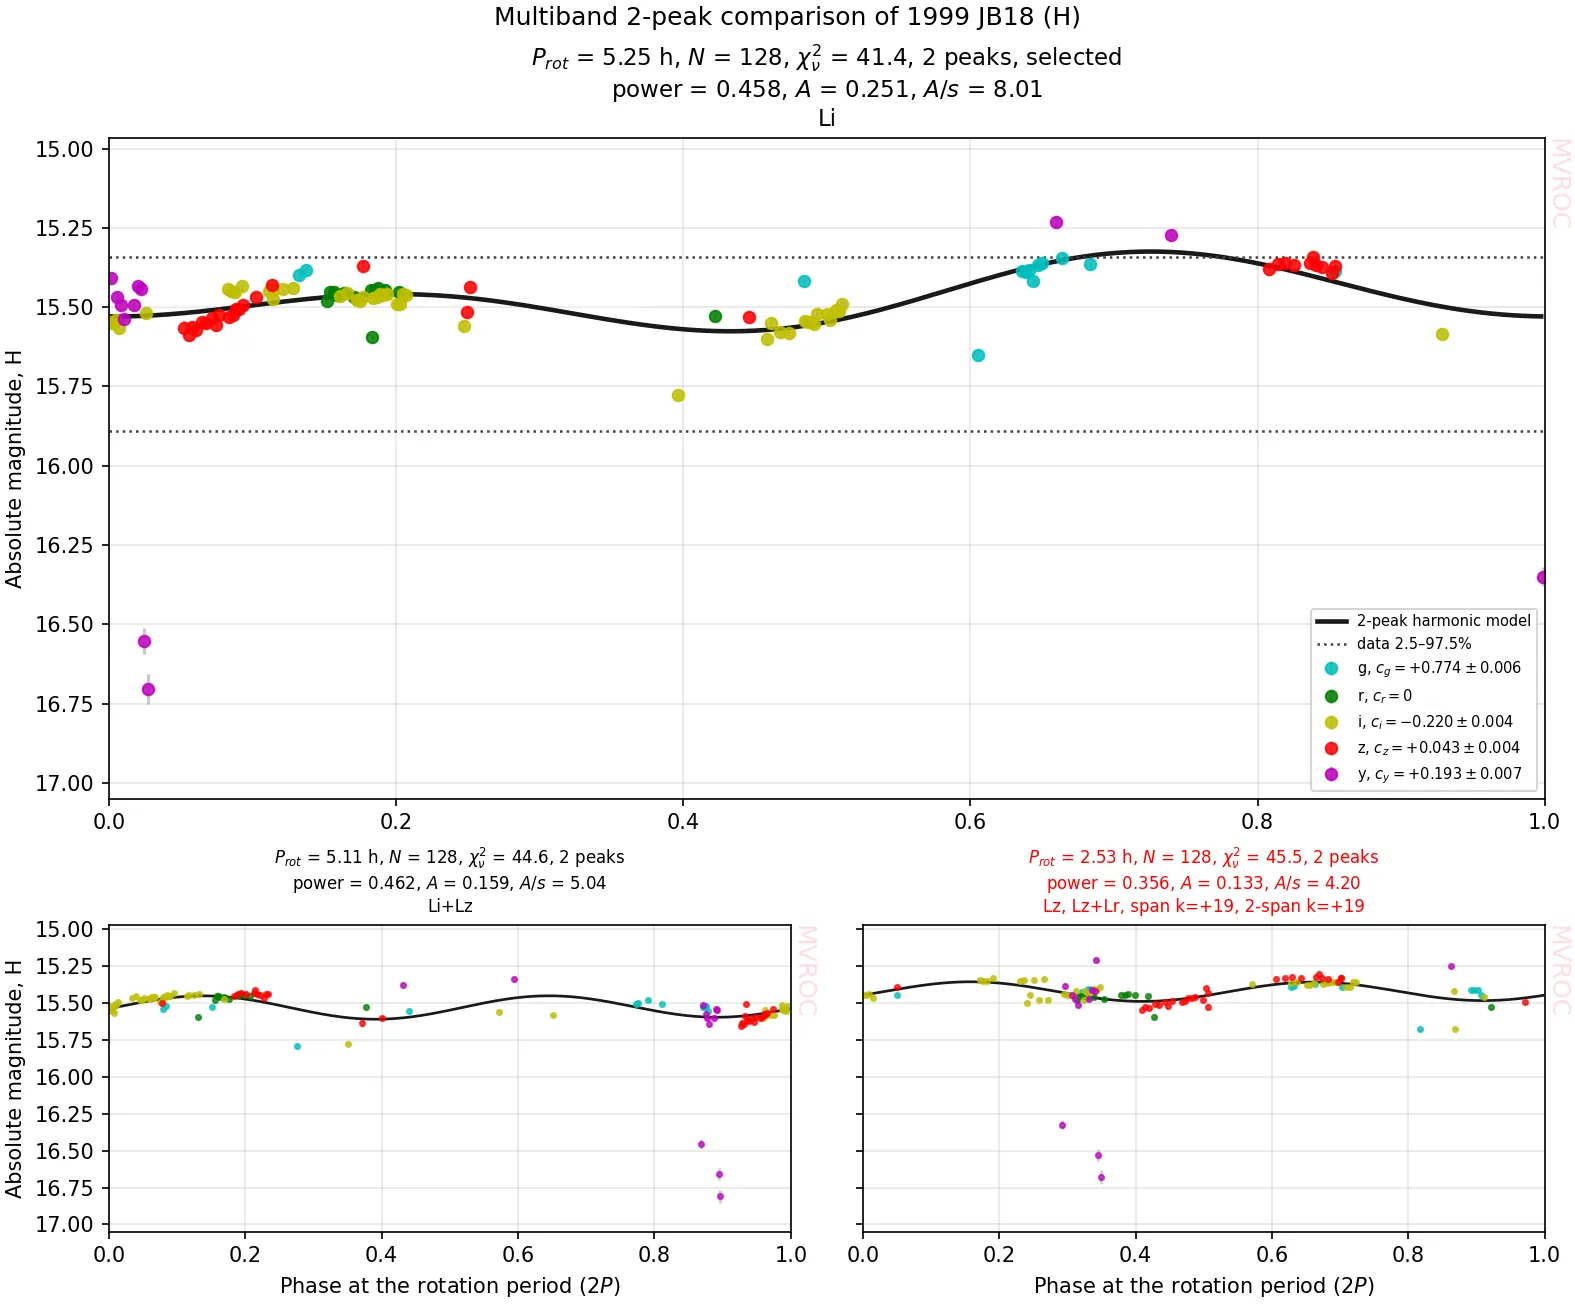 Multiband 2-peak comparison of 1999 JB18 (H)
P_rot = 5.25 h, N = 128, χ²_ν = 41.4, 2 peaks, selected
power = 0.458, A = 0.251, A/s = 8.01
Li
15.00
15.25
15.50
15.75
16.00
16.25
16.50
16.75
17.00
Absolute magnitude, H
MVROC
2-peak harmonic model
data 2.5–97.5%
g, c_g = +0.774 ± 0.006
r, c_r = 0
i, c_i = −0.220 ± 0.004
z, c_z = +0.043 ± 0.004
y, c_y = +0.193 ± 0.007
0.0 0.2 0.4 0.6 0.8 1.0
P_rot = 5.11 h, N = 128, χ²_ν = 44.6, 2 peaks
power = 0.462, A = 0.159, A/s = 5.04
Li+Lz
15.00
15.25
15.50
15.75
16.00
16.25
16.50
16.75
17.00
Absolute magnitude, H
MVROC
0.0 0.2 0.4 0.6 0.8 1.0
Phase at the rotation period (2P)
P_rot = 2.53 h, N = 128, χ²_ν = 45.5, 2 peaks
power = 0.356, A = 0.133, A/s = 4.20
Lz, Lz+Lr, span k=+19, 2-span k=+19
MVROC
0.0 0.2 0.4 0.6 0.8 1.0
Phase at the rotation period (2P)